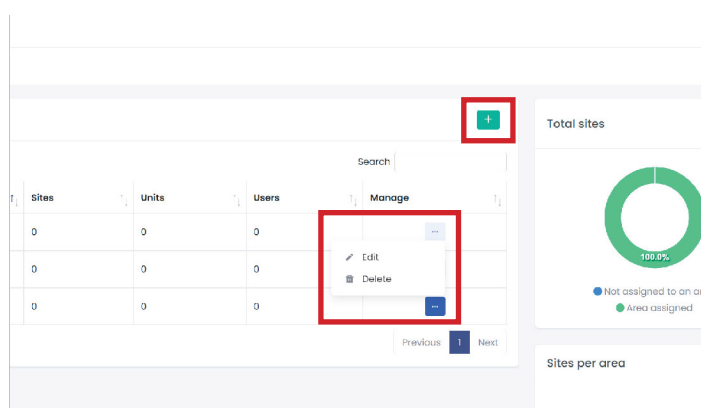 +
Total sites
Search
Sites Units Users Manage
0 0 0 ...
Edit
0 0 0
Delete
0 0 0 ...
Previous 1 Next
100.0%
Not assigned to an
Area assigned
Sites per area